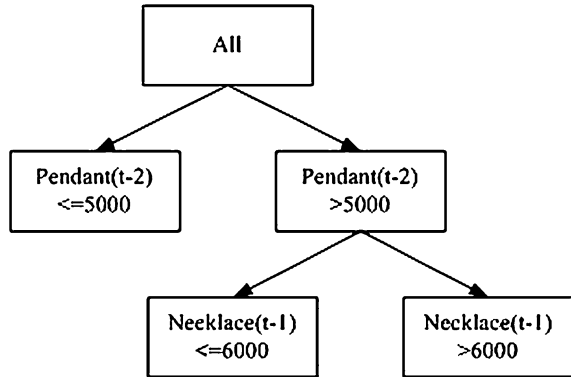 All
Pendant(t-2)
<=5000
Pendant(t-2)
>5000
Neeklace(t-1)
<=6000
Necklace(t-1)
>6000